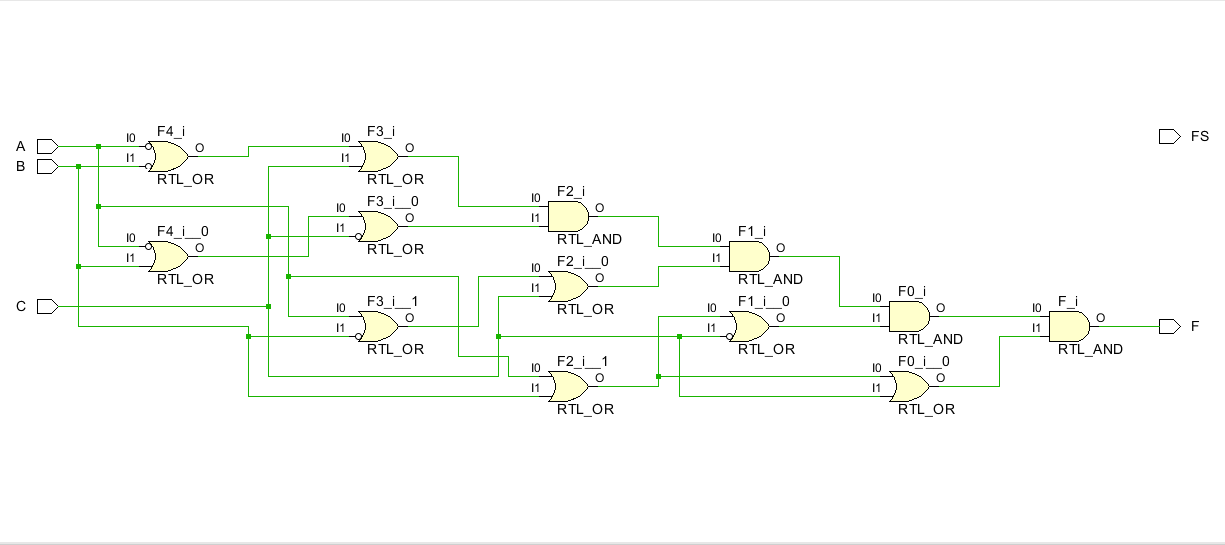 F4_i
F3_i
A
I0
I1
O
I0
I1
O
FS
B
RTL_OR
RTL_OR
F2_i
F3_i__0
I0
I1
O
I0
I1
O
RTL_AND
F4_i__0
RTL_OR
F1_i
I0
I1
O
I0
I1
O
RTL_OR
F2_i__0
RTL_AND
I0
I1
O
F0_i
C
F3_i__1
RTL_OR
F1_i__0
I0
I1
O
F_i
I0
I1
O
I0
I1
O
I0
I1
O
F
RTL_OR
RTL_OR
RTL_AND
RTL_AND
F2_i__1
F0_i__0
I0
I1
O
I0
I1
O
RTL_OR
RTL_OR